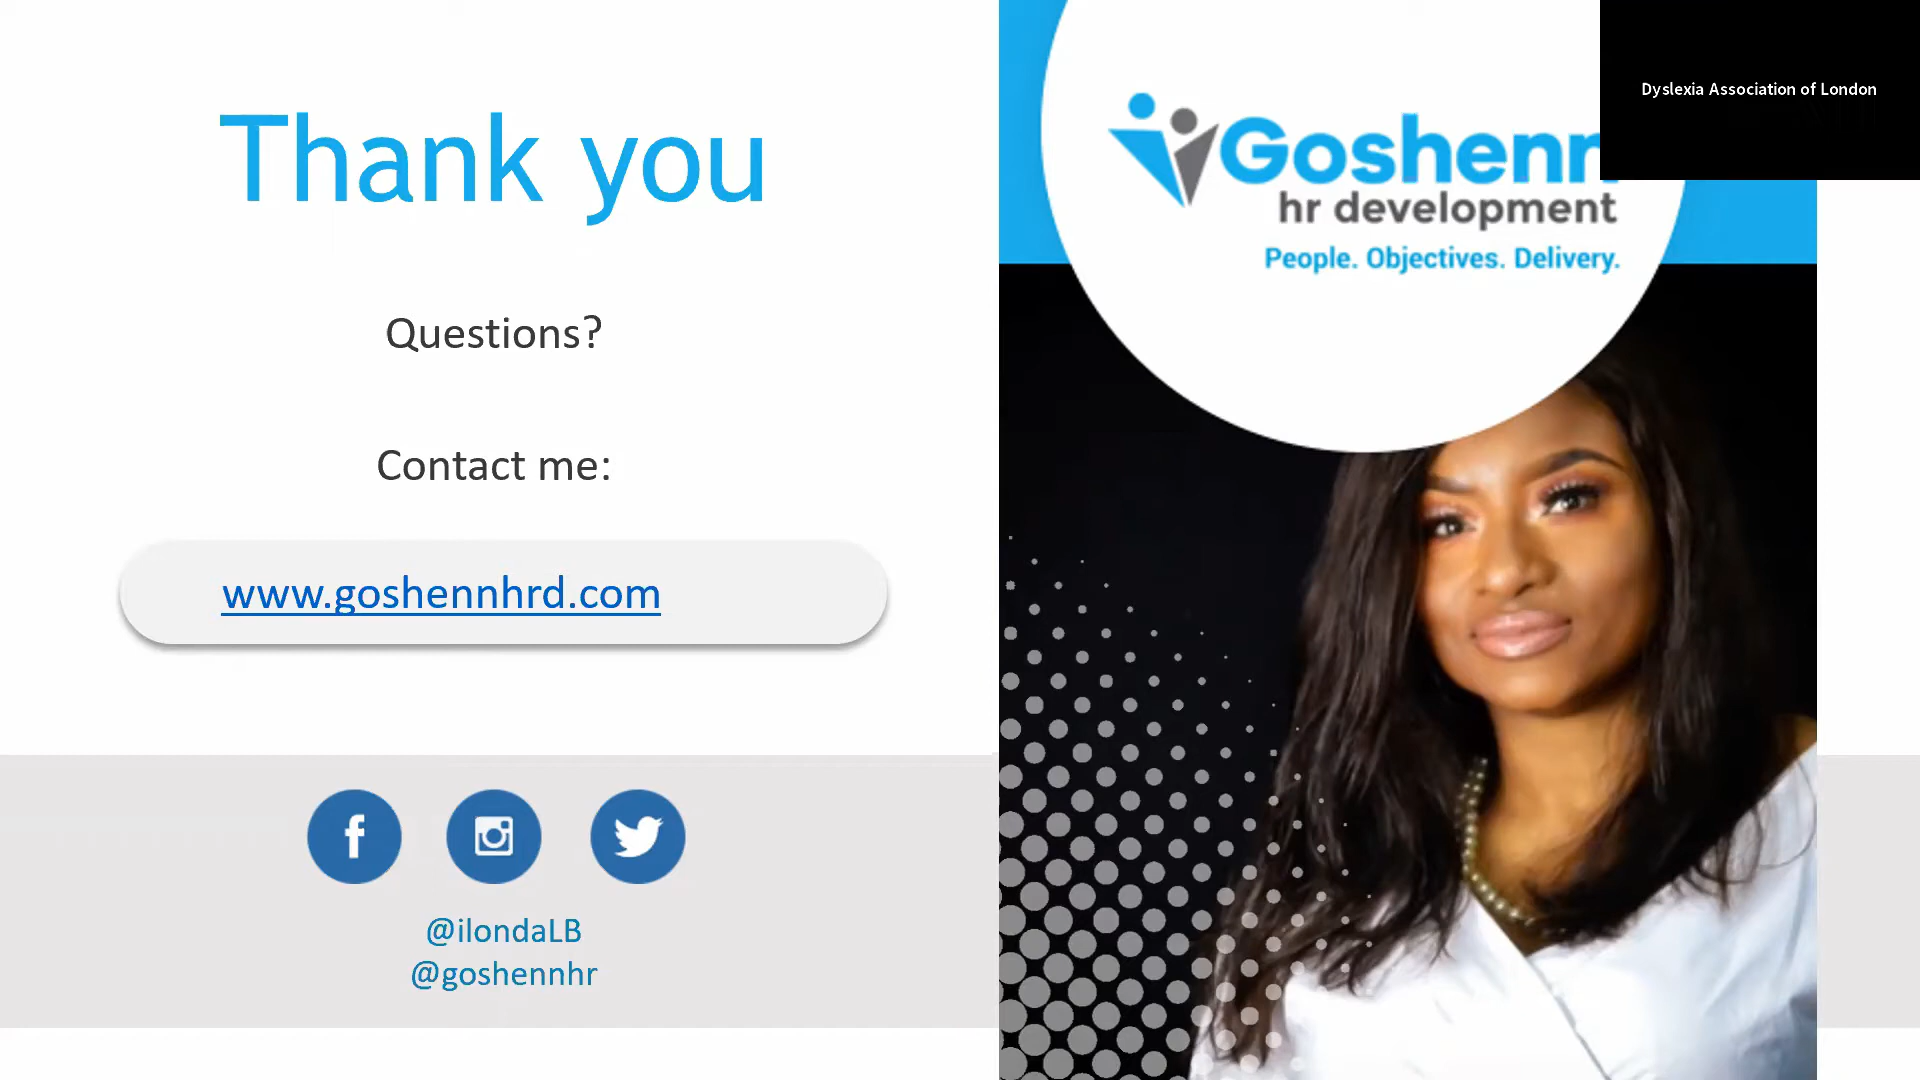 Thank you
Questions?
Contact me:
www.goshennhrd.com
@ilondaLB
@goshennhr
Goshenn
hr development
People. Objectives. Delivery.
Dyslexia Association of London